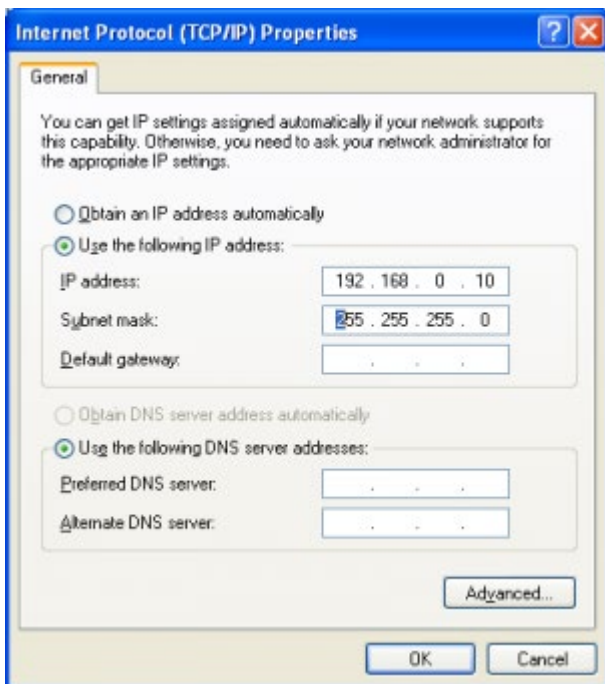 Internet Protocol (TCP/IP) Properties
General
You can get IP settings assigned automatically if your network supports
this capability. Otherwise, you need to ask your network administrator for
the appropriate IP settings.
Obtain an IP address automatically
Use the following IP address:
IP address: 192 . 168 . 0 . 10
Subnet mask: 255 . 255 . 255 . 0
Default gateway: . . .
Obtain DNS server address automatically
Use the following DNS server addresses:
Preferred DNS server: . . .
Alternate DNS server: . . .
Advanced...
OK Cancel